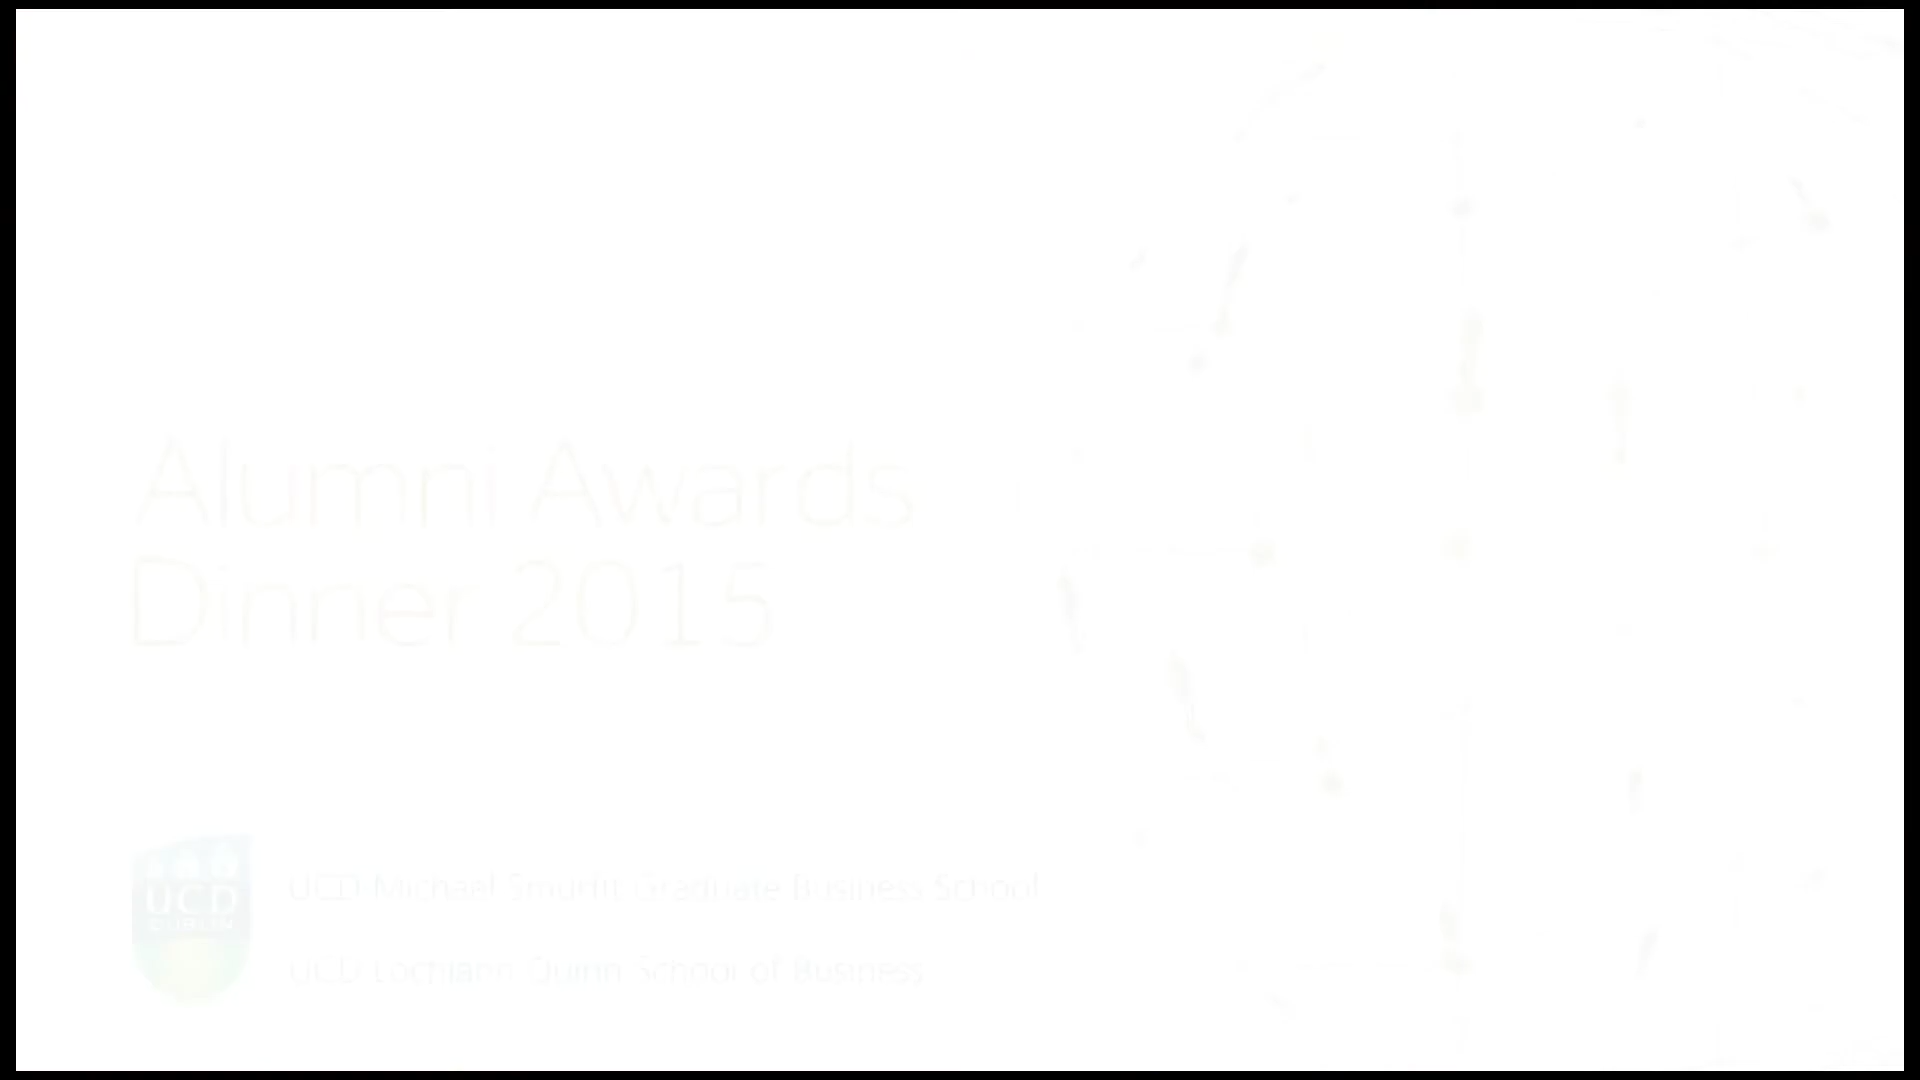 Alumni Awards
Dinner 2015
UCD
DUBLIN
UCD Michael Smurfit Graduate Business School
UCD Lochlann Quinn School of Business